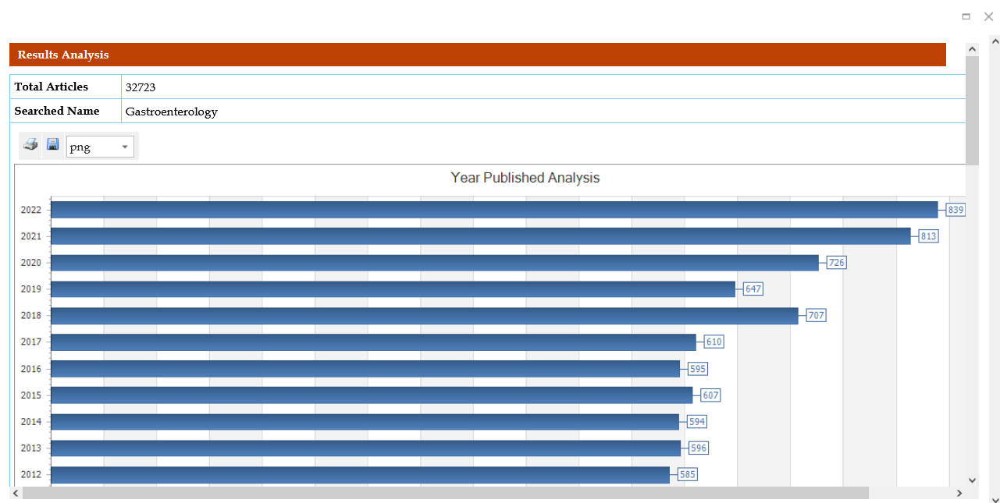 Results Analysis
Total Articles 32723
Searched Name Gastroenterology
png
Year Published Analysis
2022 839
2021 813
2020 726
2019 647
2018 707
2017 610
2016 595
2015 607
2014 594
2013 596
2012 585